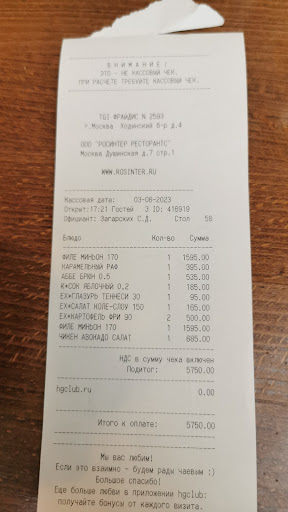 ВНИМАНИЕ!
ЭТО - НЕ КАССОВЫЙ ЧЕК.
ПРИ РАСЧЕТЕ ТРЕБУЙТЕ КАССОВЫЙ ЧЕК.
TGI ФРАЙДИС N 2593
г.Москва Ходынский б-р д.4
ООО "РОСИНТЕР РЕСТОРАНТС"
Москва Душинская д.7 стр.1
WWW.ROSINTER.RU
Кассовая дата: 03-06-2023
Открыт:17:21 Гостей 3 ID: 416919
Официант: Загарских С.Д. Стол 58
Блюдо Кол-во Сумма
ФИЛЕ МИНЬОН 170 1 1595.00
КАРАМЕЛЬНЫЙ РАФ 1 395.00
АББЕ БРЮН 0.5 1 535.00
К*СОК ЯБЛОЧНЫЙ 0,2 1 185.00
EX*ГЛАЗУРЬ ТЕННЕСИ 30 1 95.00
EX*САЛАТ КОЛЕ-СЛОУ 150 1 165.00
EX*КАРТОФЕЛЬ ФРИ 90 2 500.00
ФИЛЕ МИНЬОН 170 1 1595.00
ЧИКЕН АВОКАДО САЛАТ 1 685.00
НДС в сумму чека включен
Подитог: 5750.00
hgclub.ru 0.00
Итого к оплате: 5750.00
Мы вас любим!
Если это взаимно - будем рады чаевым :)
Большое спасибо!
Еще больше любви в приложении hgclub:
получайте бонусы от каждого визита.